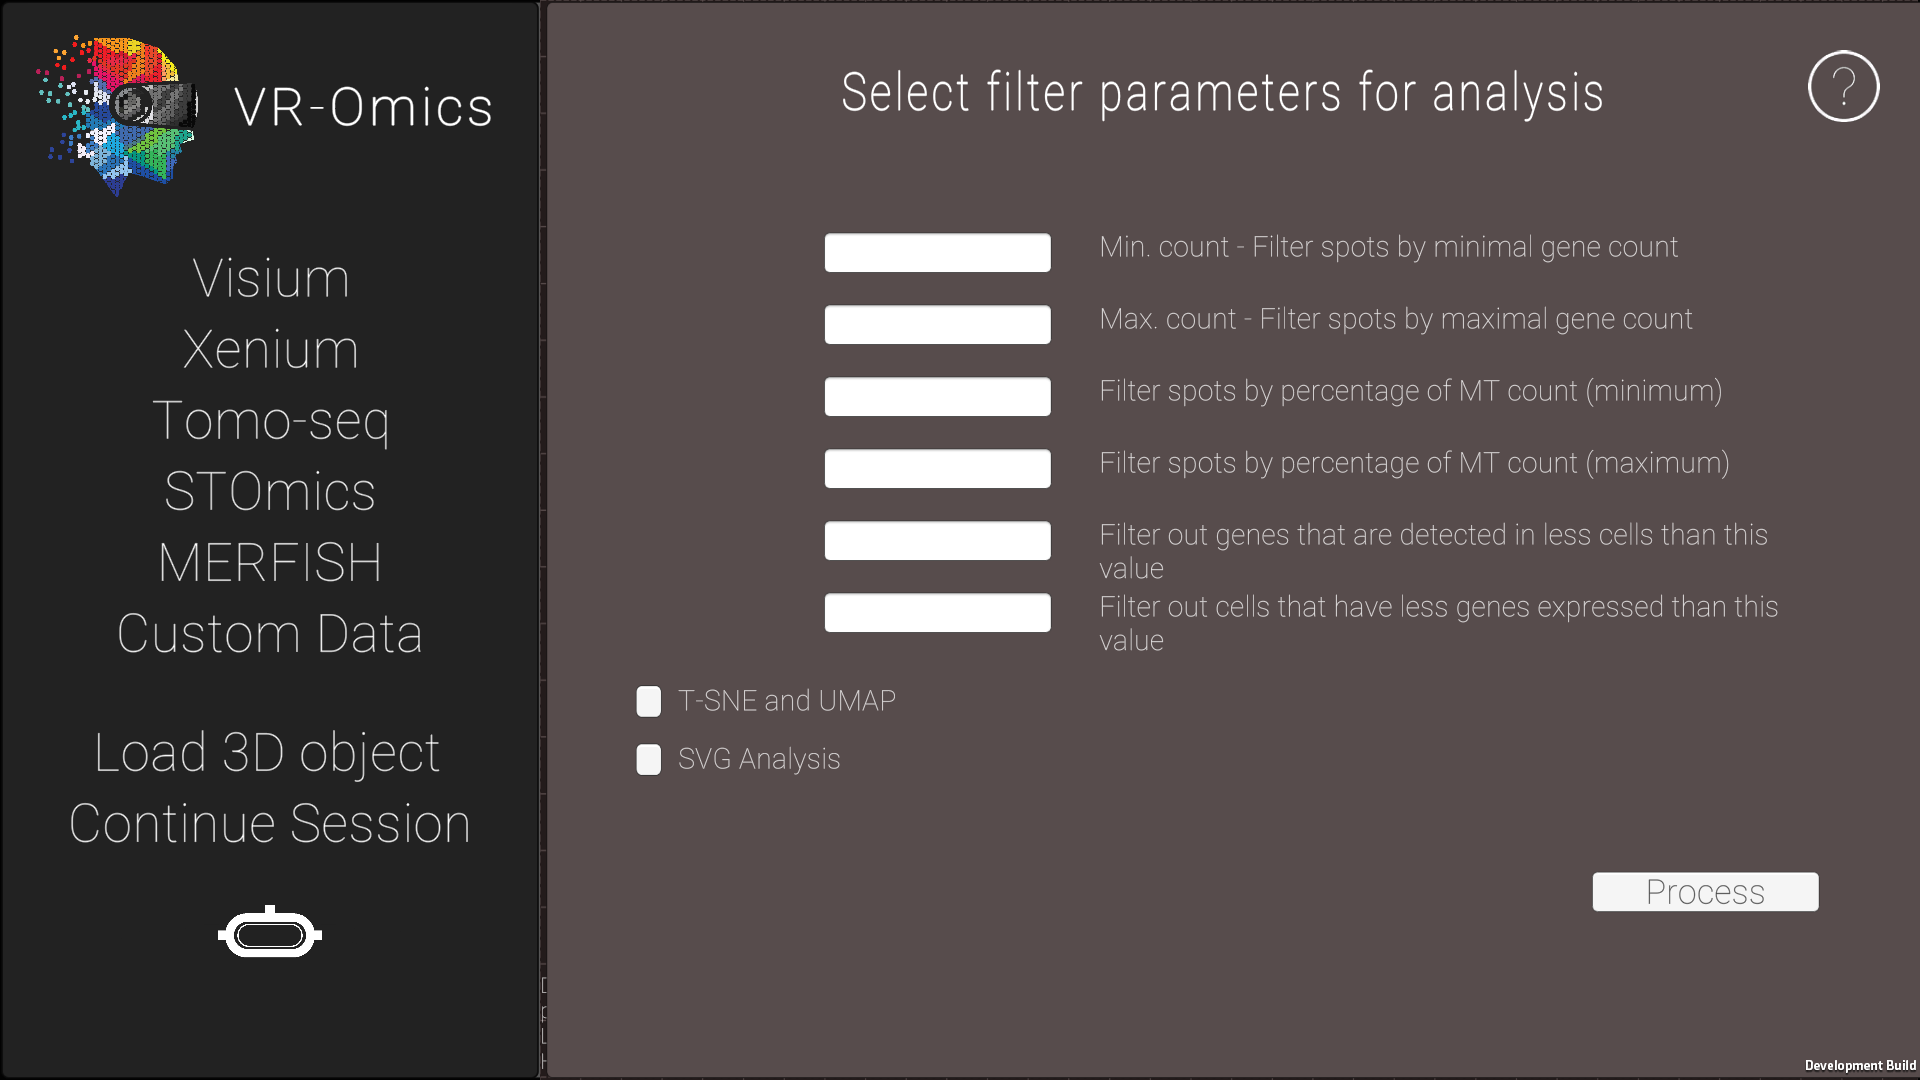 VR-Omics
Visium
Xenium
Tomo-seq
STOmics
MERFISH
Custom Data
Load 3D object
Continue Session
Select filter parameters for analysis
?
Min. count - Filter spots by minimal gene count
Max. count - Filter spots by maximal gene count
Filter spots by percentage of MT count (minimum)
Filter spots by percentage of MT count (maximum)
Filter out genes that are detected in less cells than this
value
Filter out cells that have less genes expressed than this
value
T-SNE and UMAP
SVG Analysis
Process
Development Build